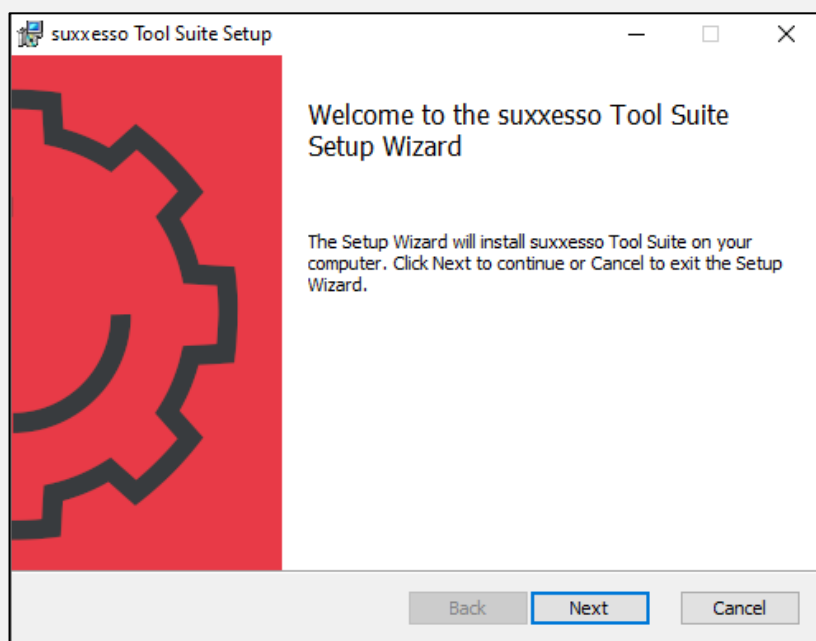 suxxesso Tool Suite Setup
Welcome to the suxxesso Tool Suite
Setup Wizard
The Setup Wizard will install suxxesso Tool Suite on your
computer. Click Next to continue or Cancel to exit the Setup
Wizard.
Back Next Cancel